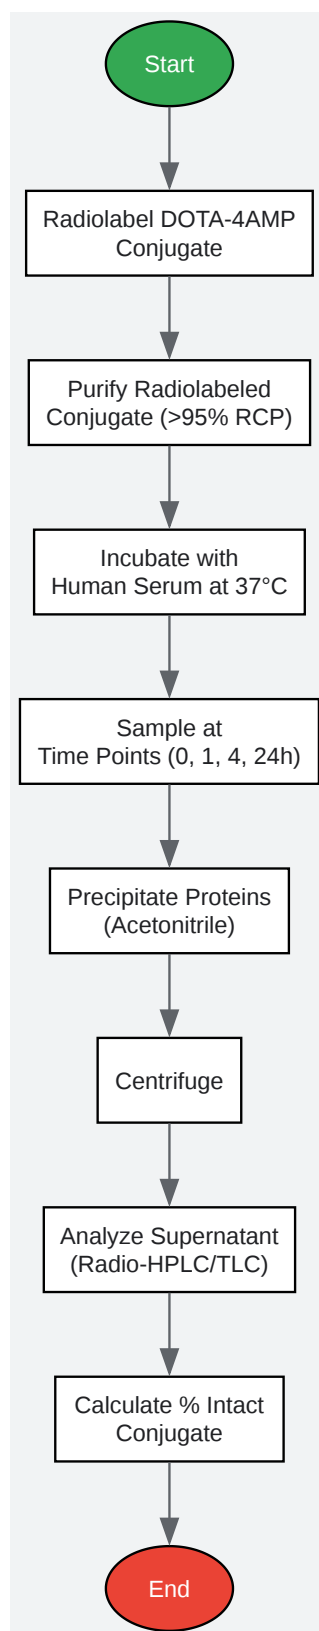 Start
Radiolabel DOTA-4AMP
Conjugate
Purify Radiolabeled
Conjugate (>95% RCP)
Incubate with
Human Serum at 37°C
Sample at
Time Points (0, 1, 4, 24h)
Precipitate Proteins
(Acetonitrile)
Centrifuge
Analyze Supernatant
(Radio-HPLC/TLC)
Calculate % Intact
Conjugate
End